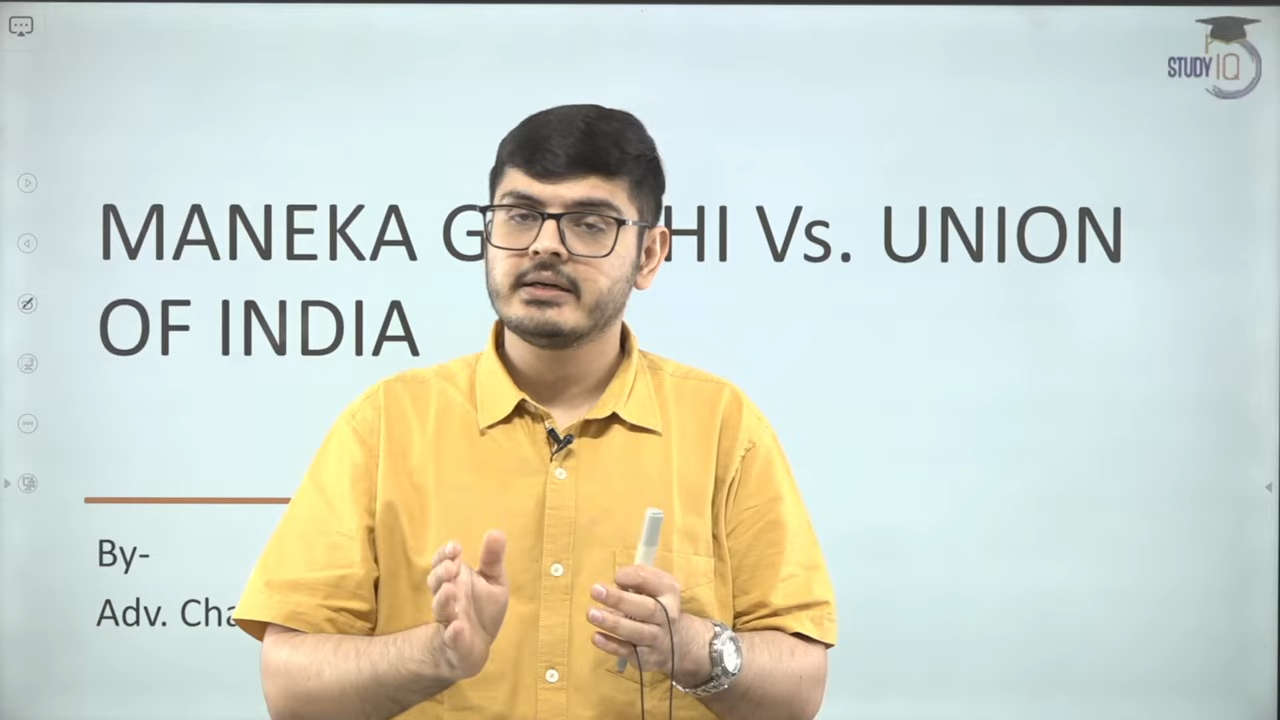 STUDY IQ
MANEKA G HI Vs. UNION
OF INDIA
By-
Adv. Cha